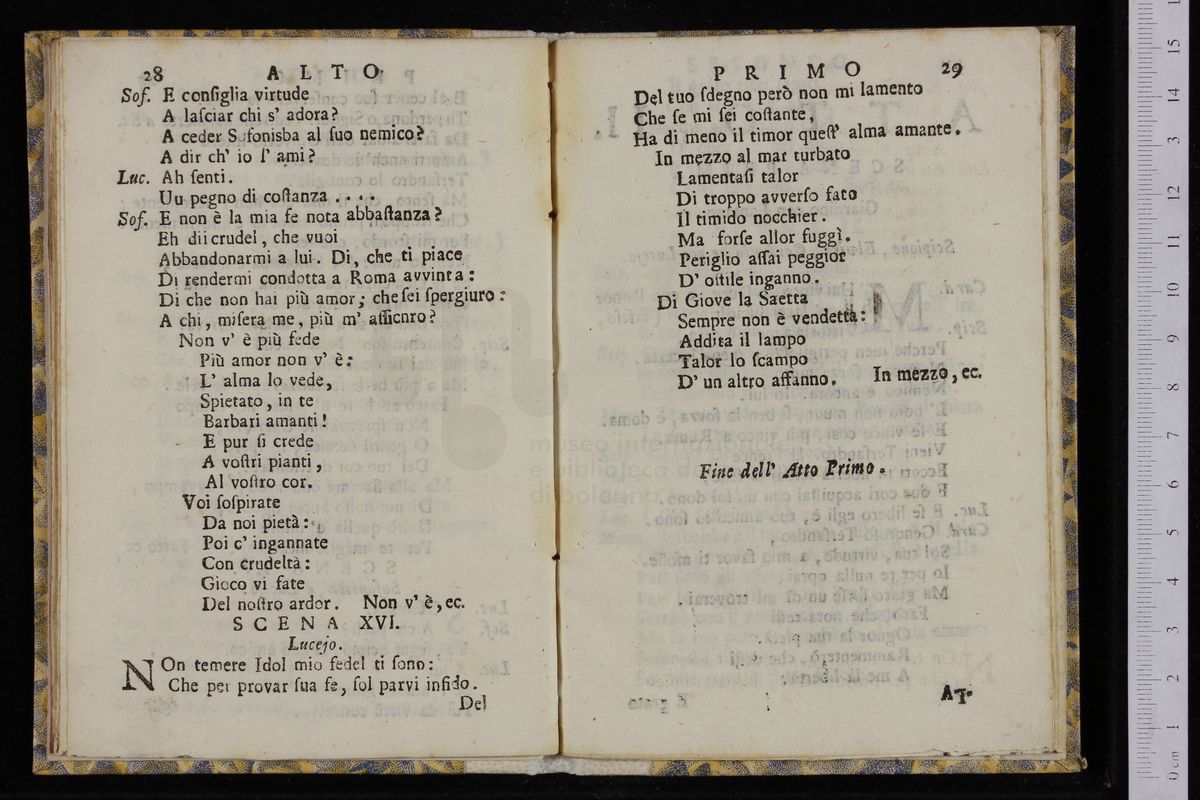 28 A L T O
Sof. E conſiglia virtude
A laſciar chi s' adora?
A ceder Sofonisba al ſuo nemico?
A dir ch' io l' ami?
Luc. Ah ſenti.
Uu pegno di coſtanza . . . .
Sof. E non è la mia fe nota abbaſtanza?
Eh dii crudel, che vuoi
Abbandonarmi a lui. Di, che ti piace
Di rendermi condotta a Roma avvinta:
Di che non hai più amor; che ſei ſpergiuro:
A chi, miſera me, più m' aſſicnro?
Non v' è più fede
Più amor non v' è:
L' alma lo vede,
Spietato, in te
Barbari amanti!
E pur ſi crede
A voſtri pianti,
Al voſtro cor.
Voi ſoſpirate
Da noi pietà:
Poi c' ingannate
Con crudeltà:
Gioco vi fate
Del noſtro ardor. Non v' è, ec.
S C E N A XVI.
Lucejo.
NOn temere Idol mio fedel ti ſono:
Che per provar ſua fe, ſol parvi infido.
Del
P R I M O 29
Del tuo ſdegno però non mi lamento
Che ſe mi ſei coſtante,
Ha di meno il timor queſt' alma amante.
In mezzo al mar turbato
Lamentaſi talor
Di troppo avverſo fato
Il timido nocchier.
Ma forſe allor fuggì.
Periglio aſſai peggior
D' oſtile inganno.
Di Giove la Saetta
Sempre non è vendetta:
Addita il lampo
Talor lo ſcampo
D' un altro affanno. In mezzo, ec.
Fine dell' Atto Primo.
AT-
museo inter
e biblioteca d
di bologna